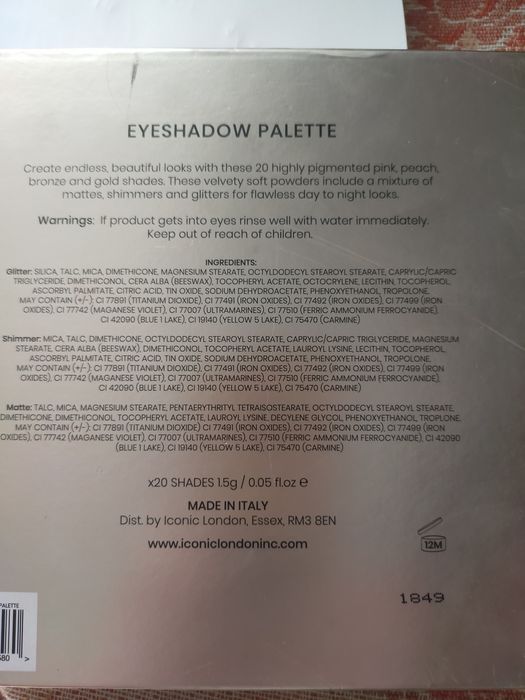 EYESHADOW PALETTE
Create endless, beautiful looks with these 20 highly pigmented pink, peach,
bronze and gold shades. These velvety soft powders include a mixture of
mattes, shimmers and glitters for flawless day to night looks.
Warnings: If product gets into eyes rinse well with water immediately.
Keep out of reach of children.
INGREDIENTS:
Glitter: SILICA, TALC, MICA, DIMETHICONE, MAGNESIUM STEARATE, OCTYLDODECYL STEAROYL STEARATE, CAPRYLIC/CAPRIC
TRIGLYCERIDE, DIMETHICONOL, CERA ALBA (BEESWAX), TOCOPHERYL ACETATE, OCTOCRYLENE, LECITHIN, TOCOPHEROL,
ASCORBYL PALMITATE, CITRIC ACID, TIN OXIDE, SODIUM DEHYDROACETATE, PHENOXYETHANOL, TROPOLONE.
MAY CONTAIN (+/-): CI 77891 (TITANIUM DIOXIDE), CI 77491 (IRON OXIDES), CI 77492 (IRON OXIDES), CI 77499 (IRON
OXIDES), CI 77742 (MAGANESE VIOLET), CI 77007 (ULTRAMARINES), CI 77510 (FERRIC AMMONIUM FERROCYANIDE),
CI 42090 (BLUE 1 LAKE), CI 19140 (YELLOW 5 LAKE), CI 75470 (CARMINE)
Shimmer: MICA, TALC, DIMETHICONE, OCTYLDODECYL STEAROYL STEARATE, CAPRYLIC/CAPRIC TRIGLYCERIDE, MAGNESIUM
STEARATE, CERA ALBA (BEESWAX), DIMETHICONOL, TOCOPHERYL ACETATE, LAUROYL LYSINE, LECITHIN, TOCOPHEROL,
ASCORBYL PALMITATE, CITRIC ACID, TIN OXIDE, SODIUM DEHYDROACETATE, PHENOXYETHANOL, TROPOLONE.
MAY CONTAIN (+/-): CI 77891 (TITANIUM DIOXIDE), CI 77491 (IRON OXIDES), CI 77492 (IRON OXIDES), CI 77499 (IRON
OXIDES), CI 77742 (MAGANESE VIOLET), CI 77007 (ULTRAMARINES), CI 77510 (FERRIC AMMONIUM FERROCYANIDE),
CI 42090 (BLUE 1 LAKE), CI 19140 (YELLOW 5 LAKE), CI 75470 (CARMINE)
Matte: TALC, MICA, MAGNESIUM STEARATE, PENTAERYTHRITYL TETRAISOSTEARATE, OCTYLDODECYL STEAROYL STEARATE,
DIMETHICONE, DIMETHICONOL, TOCOPHERYL ACETATE, LAUROYL LYSINE, DECYLENE GLYCOL, PHENOXYETHANOL, TROPLONE.
MAY CONTAIN (+/-): CI 77891 (TITANIUM DIOXIDE) CI 77491 (IRON OXIDES), CI 77492 (IRON OXIDES), CI 77499 (IRON
OXIDES), CI 77742 (MAGANESE VIOLET), CI 77007 (ULTRAMARINES), CI 77510 (FERRIC AMMONIUM FERROCYANIDE), CI 42090
(BLUE 1 LAKE), CI 19140 (YELLOW 5 LAKE), CI 75470 (CARMINE)
x20 SHADES 1.5g / 0.05 fl.oz ℮
MADE IN ITALY
Dist. by Iconic London, Essex, RM3 8EN
www.iconiclondoninc.com
12M
1849
PALETTE
680 >